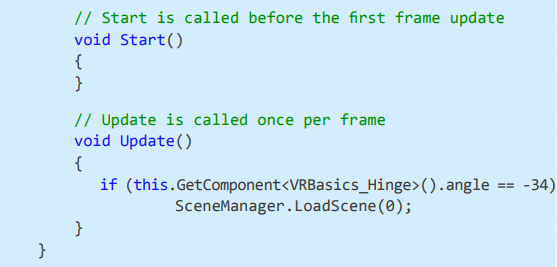 // Start is called before the first frame update
void Start()
{
}
// Update is called once per frame
void Update()
{
if (this.GetComponent<VRBasics_Hinge>().angle == -34)
SceneManager.LoadScene(0);
}
}